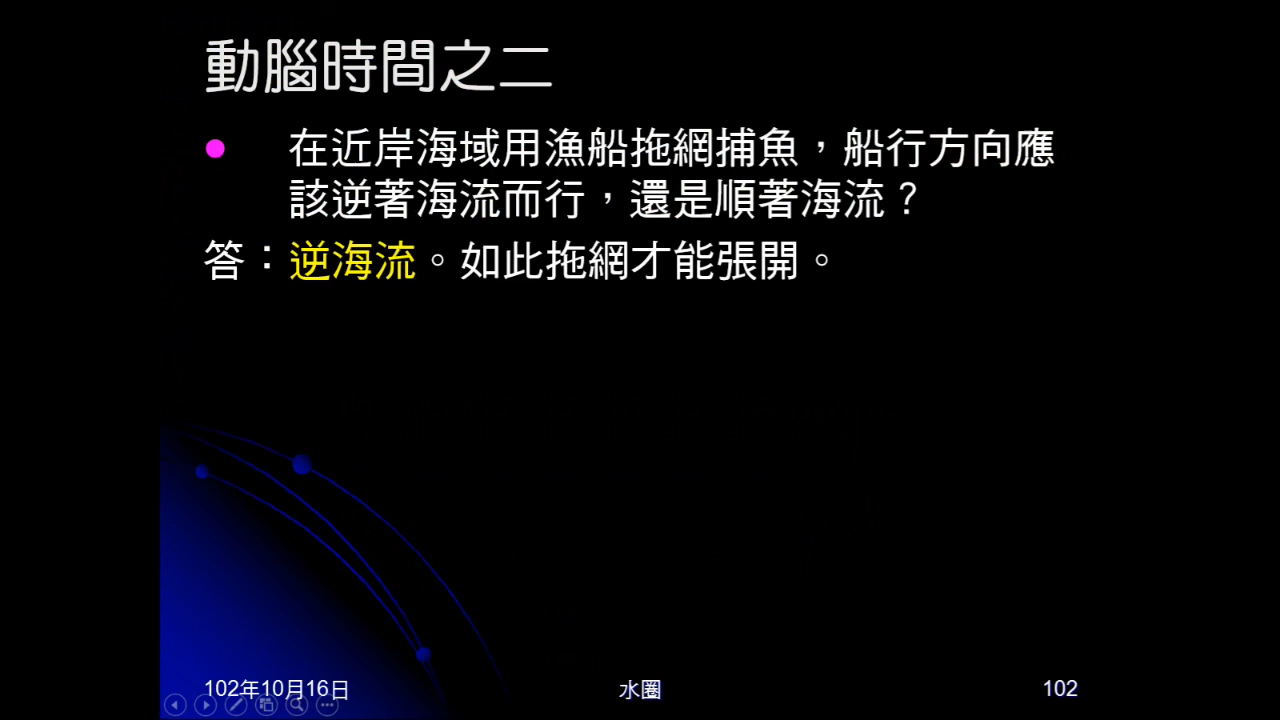 動腦時間之二
在近岸海域用漁船拖網捕魚，船行方向應
該逆著海流而行，還是順著海流？
答：逆海流。如此拖網才能張開。
102年10月16日
水圈
102